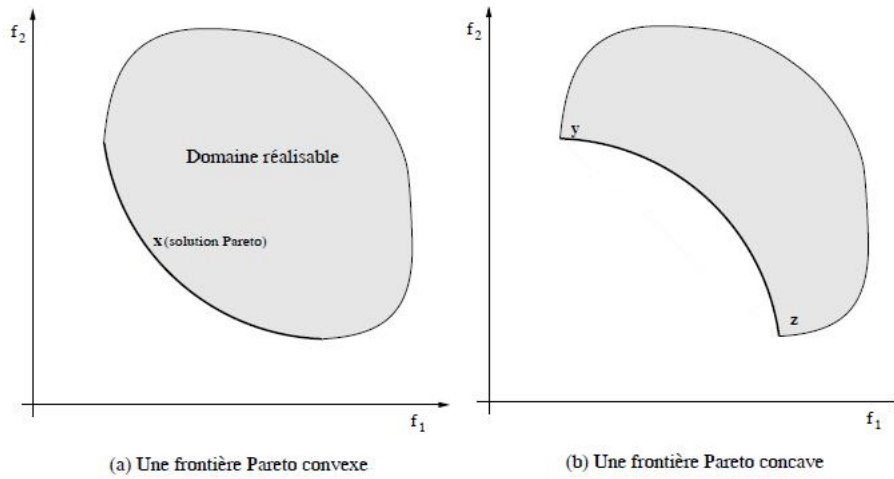 f2
Domaine réalisable
x(solution Pareto)
f1
(a) Une frontière Pareto convexe
f2
y
z
f1
(b) Une frontière Pareto concave